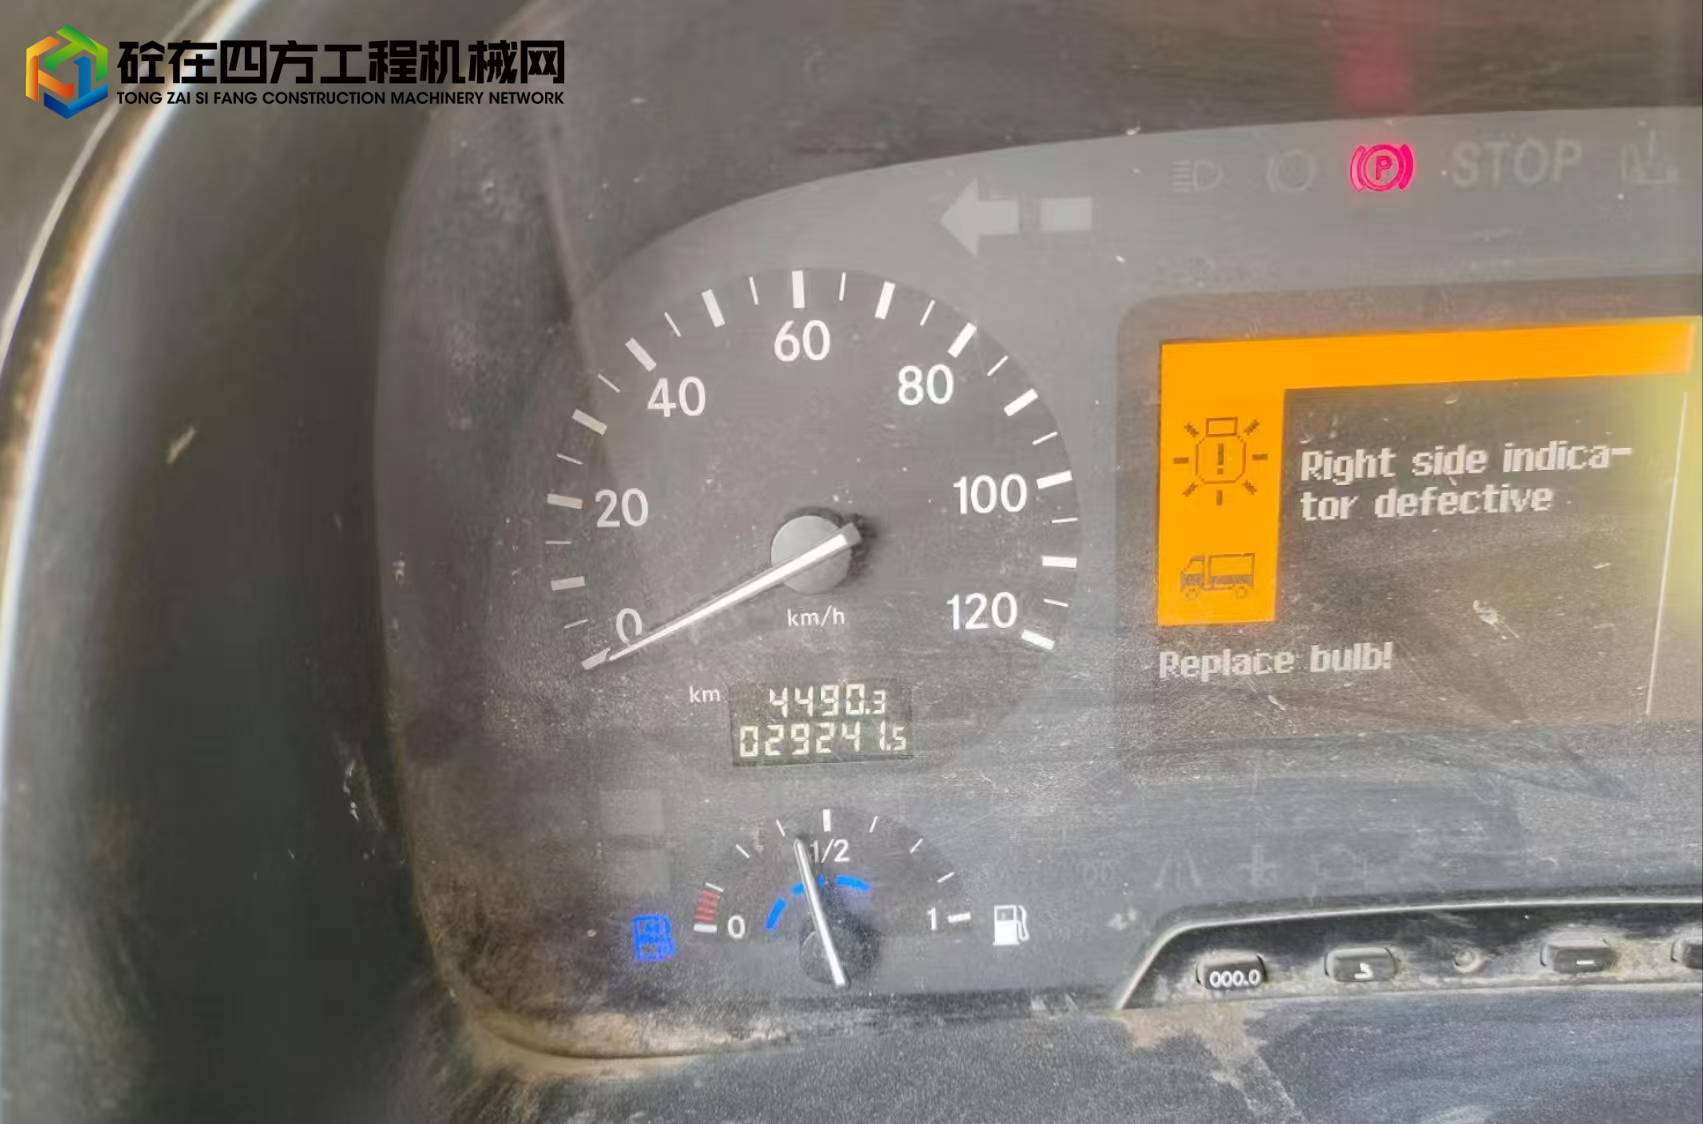 砼在四方工程机械网
TONG ZAI SI FANG CONSTRUCTION MACHINERY NETWORK
P
STOP
60
40
80
20
100
0
120
km/h
km
4490.3
029241.5
Right side indica-
tor defective
Replace bulb!
1/2
0
1
000.0